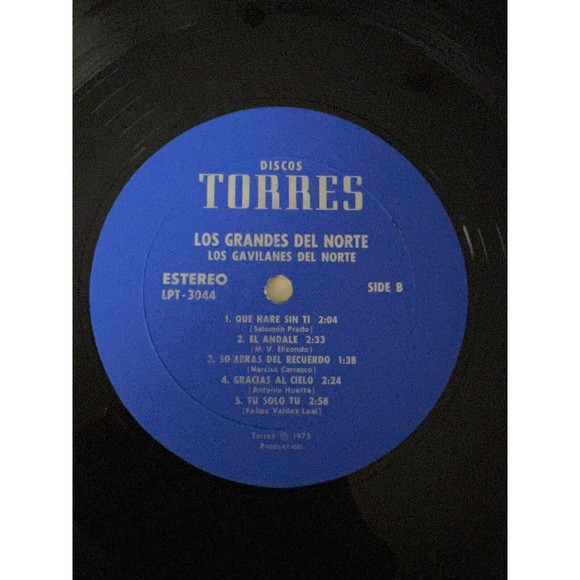 DISCOS
TORRES
LOS GRANDES DEL NORTE
LOS GAVILANES DEL NORTE
ESTEREO
LPT-3044
SIDE B
1. QUE HARE SIN TI 2:04
(Salomón Prado)
2. EL ANDALE 2:33
(M. V. Elizondo)
3. SOMBRAS DEL RECUERDO 1:38
(Narciso Carrasco)
4. GRACIAS AL CIELO 2:24
(Antonio Huerta)
5. TU SOLO TU 2:58
(Felipe Valdez Leal)
Torres Ⓟ 1975
Production